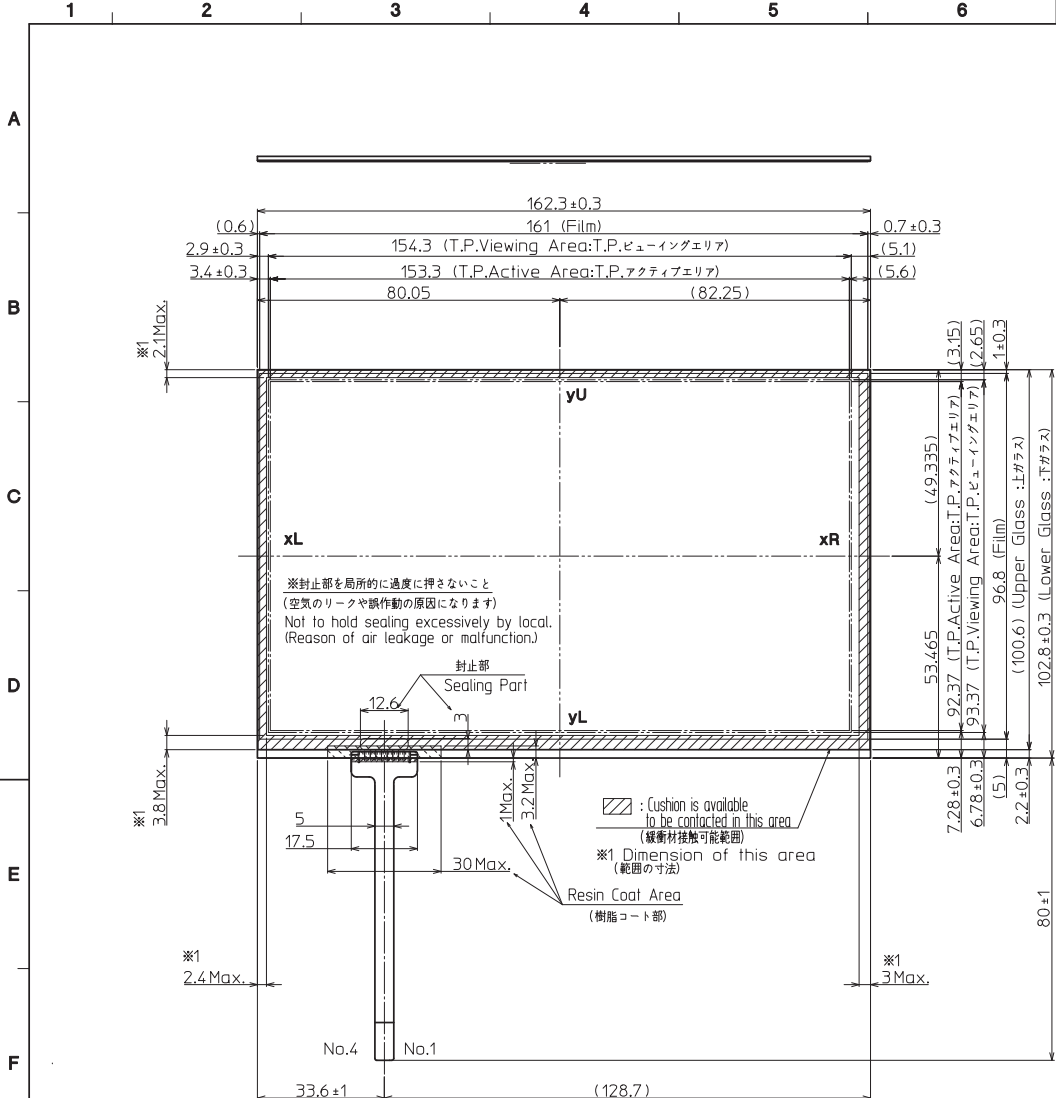 1 2 3 4 5 6
A
B
C
D
E
F
162.3±0.3
(0.6)
161 (Film)
0.7±0.3
2.9±0.3
154.3 (T.P.Viewing Area:T.P.ビューイングエリア)
(5.1)
3.4±0.3
153.3 (T.P.Active Area:T.P.アクティブエリア)
(5.6)
80.05
(82.25)
※1
2.1Max.
(3.15)
(2.65)
1±0.3
yU
xL
xR
yL
(49.335)
53.465
92.37 (T.P.Active Area:T.P.アクティブエリア)
93.37 (T.P.Viewing Area:T.P.ビューイングエリア)
96.8 (Film)
(100.6) (Upper Glass :上ガラス)
102.8±0.3 (Lower Glass :下ガラス)
※封止部を局所的に過度に押さないこと
(空気のリークや誤作動の原因になります)
Not to hold sealing excessively by local.
(Reason of air leakage or malfunction.)
封止部
Sealing Part
12.6
3
※1
3.8Max.
1Max.
3.2Max.
7.28±0.3
6.78±0.3
(5)
2.2±0.3
: Cushion is available
to be contacted in this area
(緩衝材接触可能範囲)
※1 Dimension of this area
(範囲の寸法)
5
17.5
30Max.
Resin Coat Area
(樹脂コート部)
80±1
※1
2.4Max.
※1
3Max.
No.4
No.1
33.6±1
(128.7)